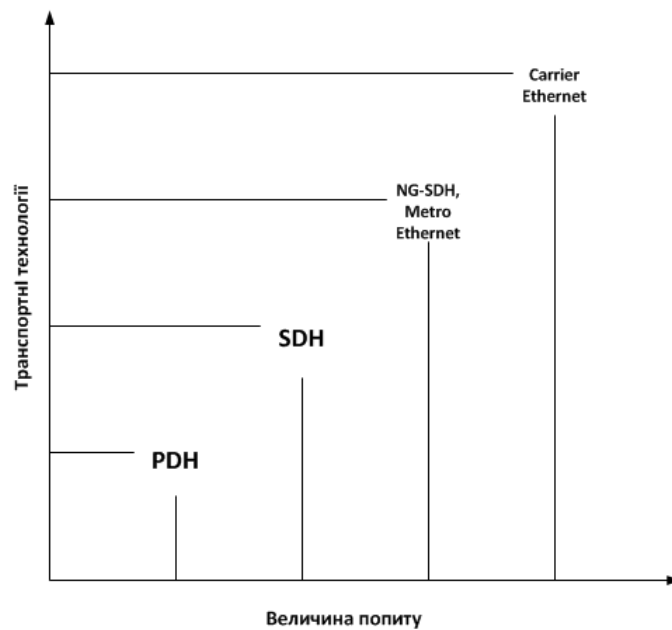 Carrier
Ethernet
NG-SDH,
Metro
Ethernet
SDH
PDH
Транспортні технології
Величина попиту